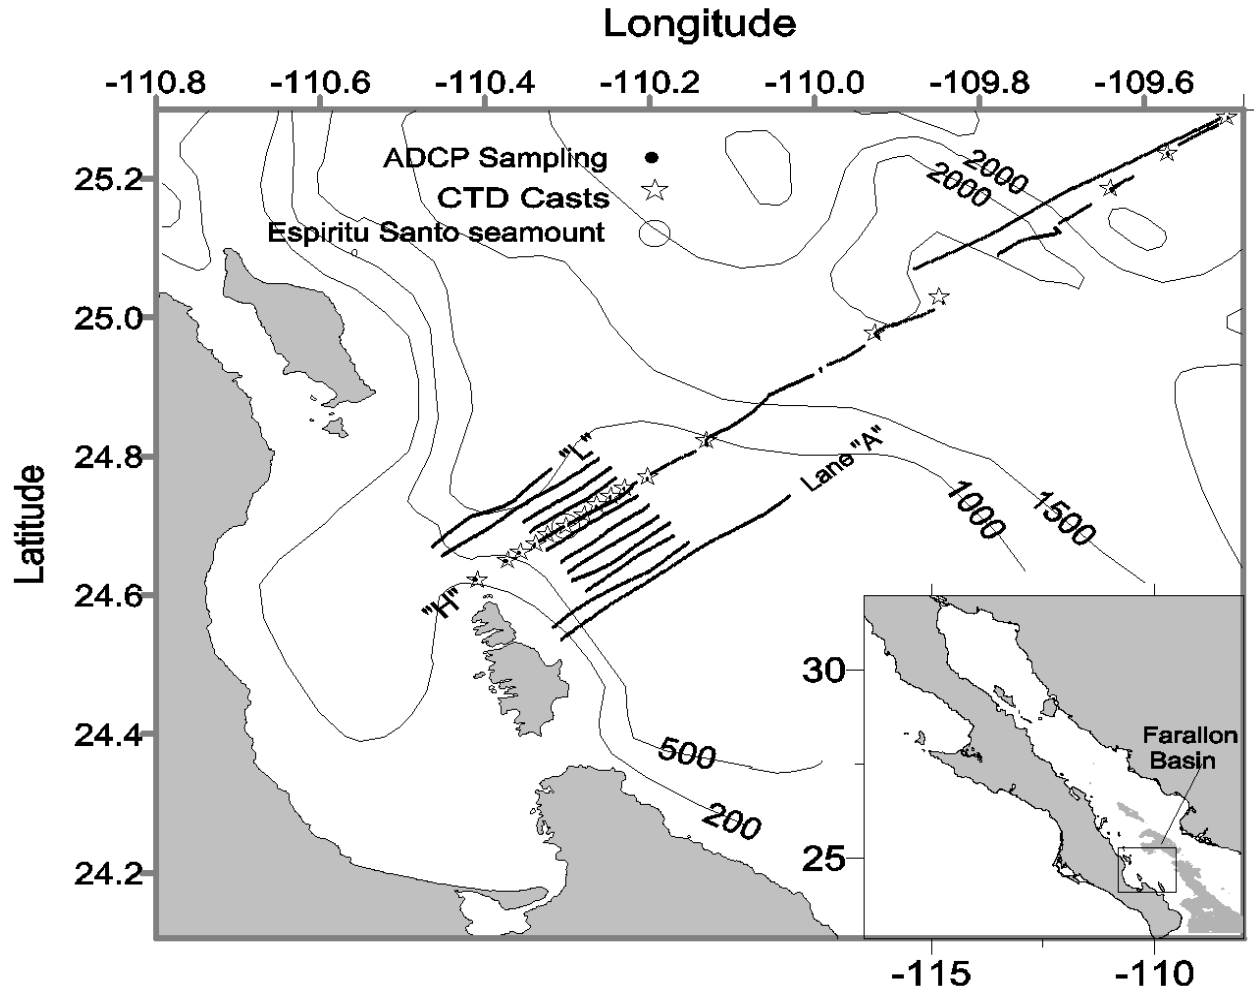 Longitude
-110.8 -110.6 -110.4 -110.2 -110.0 -109.8 -109.6
ADCP Sampling
CTD Casts
Espiritu Santo seamount
2000
2000
25.2
25.0
24.8
24.6
24.4
24.2
Latitude
"L"
Lane "A"
"H"
1000
1500
500
200
30
25
Farallon
Basin
-115 -110